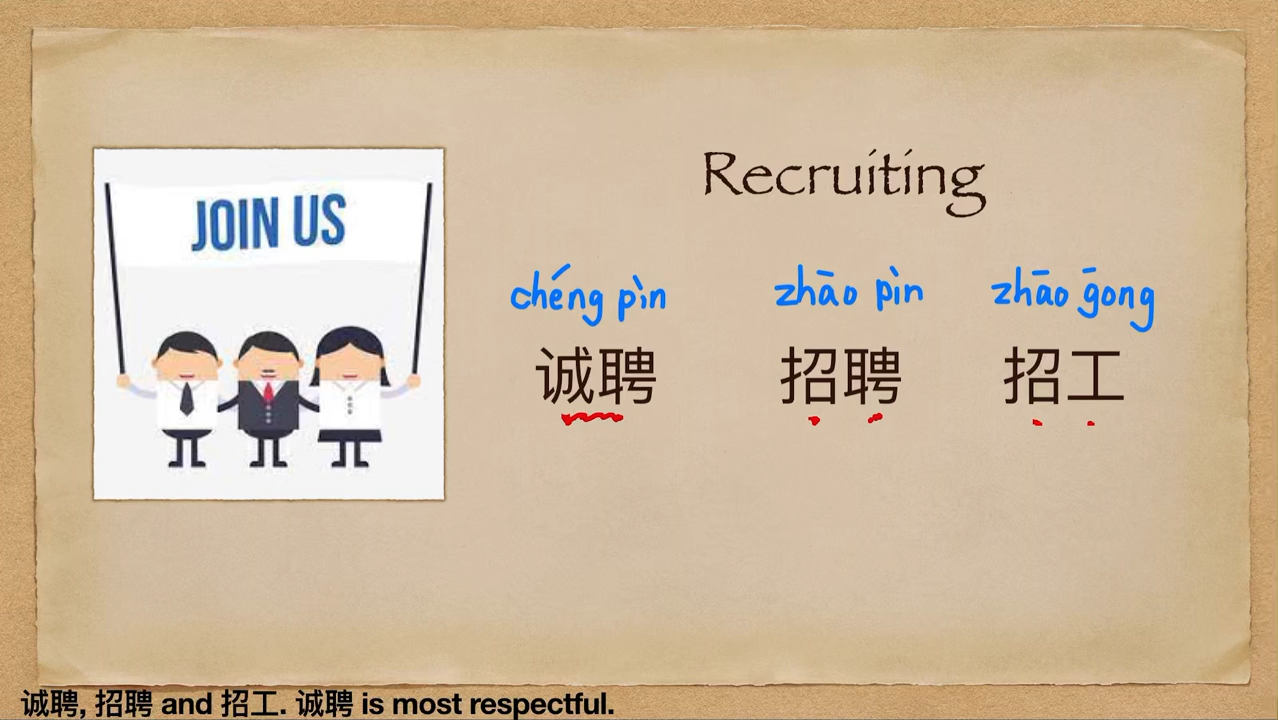 JOIN US
Recruiting
chéng pìn zhāo pìn zhāo gōng
诚聘 招聘 招工
诚聘, 招聘 and 招工. 诚聘 is most respectful.